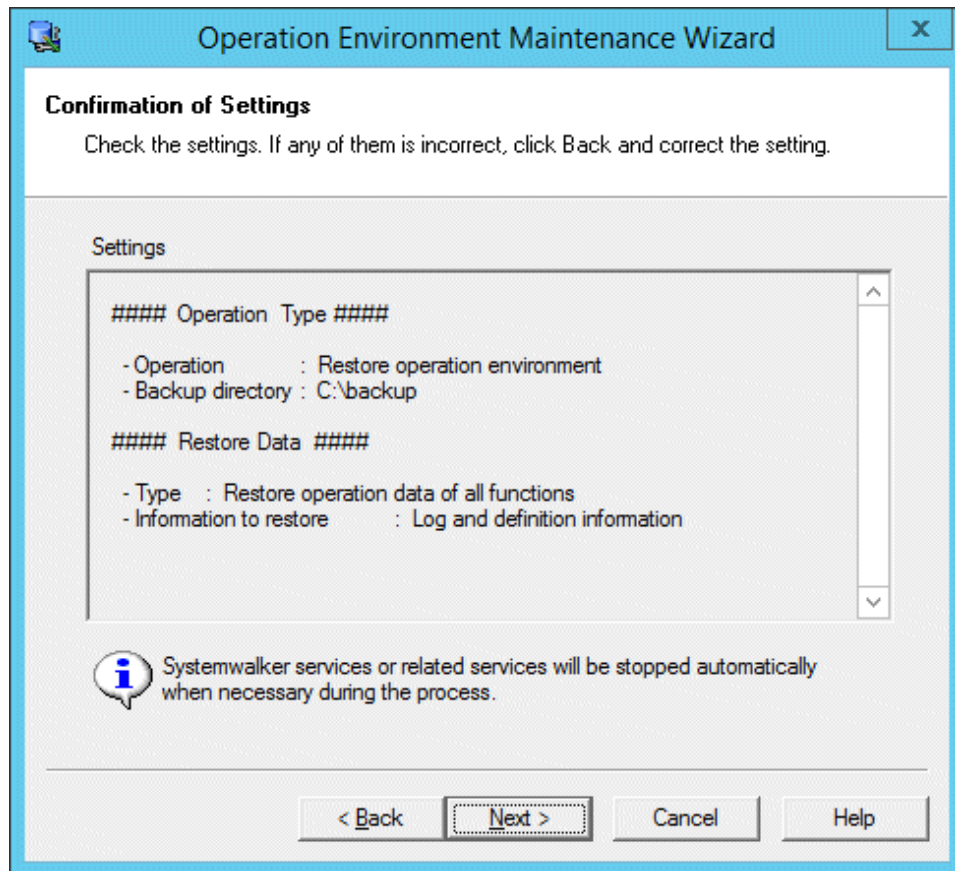 Operation Environment Maintenance Wizard
x
Confirmation of Settings
Check the settings. If any of them is incorrect, click Back and correct the setting.
Settings
#### Operation Type ####
- Operation : Restore operation environment
- Backup directory : C:\backup
#### Restore Data ####
- Type : Restore operation data of all functions
- Information to restore : Log and definition information
Systemwalker services or related services will be stopped automatically
when necessary during the process.
< Back Next > Cancel Help